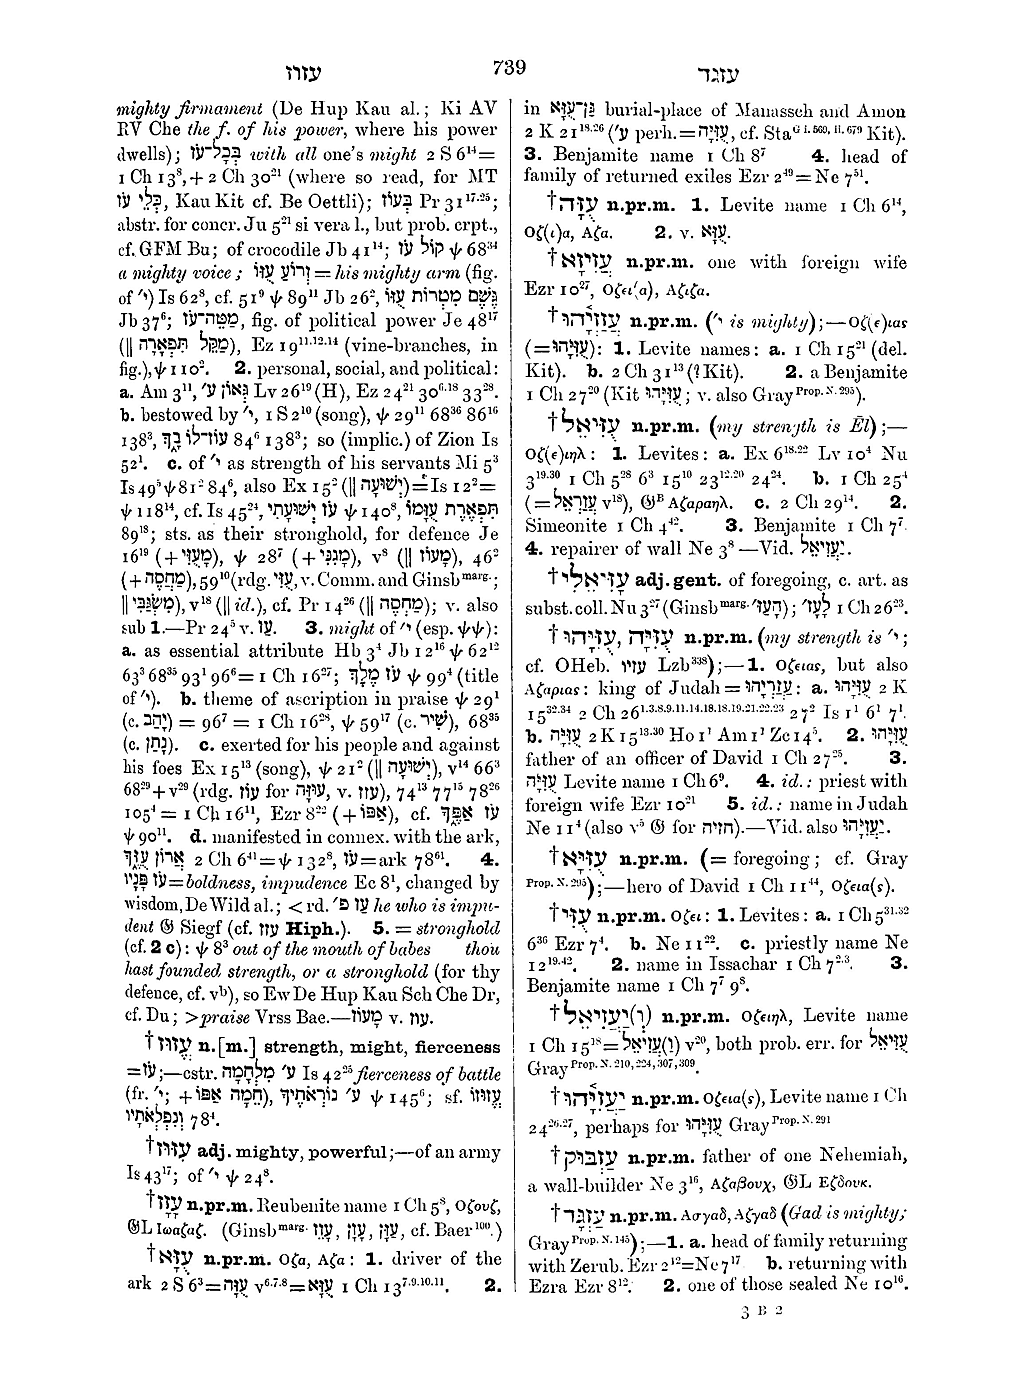 עזוז
739
עזגד
mighty firmament (De Hup Kau al.; Ki AV
RV Che the f. of his power, where his power
dwells); בְּכָל־עֹז with all one's might 2 S 6¹⁴=
1 Ch 13⁸, + 2 Ch 30²¹ (where so read, for MT
כְּלֵי עֹז, Kau Kit cf. Be Oettli); בְּעוֹז Pr 31¹⁷·²⁵;
abstr. for concr. Ju 5²¹ si vera l., but prob. crpt.,
cf. GFM Bu; of crocodile Jb 41¹⁴; קוֹל עֹז ψ 68³⁴
a mighty voice; זְרוֹעַ עֻזּוֹ = his mighty arm (fig.
of י׳) Is 62⁸, cf. 51⁹ ψ 89¹¹ Jb 26², גֶּשֶׁם מִטְרוֹת עֻזּוֹ
Jb 37⁶; מַטֵּה־עֹז, fig. of political power Je 48¹⁷
(‖ מַקֵּל תִּפְאָרָה), Ez 19¹¹·¹²·¹⁴ (vine-branches, in
fig.), ψ 110². 2. personal, social, and political:
a. Am 3¹¹, גְּאוֹן ע׳ Lv 26¹⁹ (H), Ez 24²¹ 30⁶·¹⁸ 33²⁸.
b. bestowed by י׳, 1 S 2¹⁰ (song), ψ 29¹¹ 68³⁶ 86¹⁶
138³, עוֹז־לוֹ בָךְ 84⁶ 138³; so (implic.) of Zion Is
52¹. c. of י׳ as strength of his servants Mi 5³
Is 49⁵ ψ 81² 84⁶, also Ex 15² (‖ יְשׁוּעָה)=Is 12²=
ψ 118¹⁴, cf. Is 45²⁴, עֹז יְשׁוּעָתִי ψ 140⁸, תִּפְאֶרֶת עֻזָּמוֹ
89¹⁸; sts. as their stronghold, for defence Je
16¹⁹ (+ מָעֻזִּי), ψ 28⁷ (+ מָגִנִּי), v⁸ (‖ מָעוֹז), 46²
(+ מַחֲסֶה), 59¹⁰ (rdg. עֻזִּי, v. Comm. and Ginsb marg.;
‖ מִשְׂגַּבִּי), v¹⁸ (‖ id.), cf. Pr 14²⁶ (‖ מַחְסֶה); v. also
sub 1.—Pr 24⁵ v. עַז. 3. might of י׳ (esp. ψψ):
a. as essential attribute Hb 3⁴ Jb 12¹⁶ ψ 62¹²
63³ 68³⁵ 93¹ 96⁶= 1 Ch 16²⁷; עֹז מֶלֶךְ ψ 99⁴ (title
of י׳). b. theme of ascription in praise ψ 29¹
(c. יָהַב) = 96⁷ = 1 Ch 16²⁸, ψ 59¹⁷ (c. שִׁיר), 68³⁵
(c. נָתַן). c. exerted for his people and against
his foes Ex 15¹³ (song), ψ 21² (‖ יְשׁוּעָה), v¹⁴ 66³
68²⁹ + v²⁹ (rdg. עוֹז for עוּזָּה, v. עזז), 74¹³ 77¹⁵ 78²⁶
105⁴ = 1 Ch 16¹¹, Ezr 8²² (+ אַפּוֹ), cf. עֹז אַפֶּךָ
ψ 90¹¹. d. manifested in connex. with the ark,
אֲרוֹן עֻזֶּךָ 2 Ch 6⁴¹ = ψ 132⁸, עֹז = ark 78⁶¹. 4.
עֹז פָּנָיו = boldness, impudence Ec 8¹, changed by
wisdom, De Wild al.; < rd. עַז פ׳ he who is impu-
dent 𝔊 Siegf (cf. עזז Hiph.). 5. = stronghold
(cf. 2 c): ψ 8³ out of the mouth of babes thou
hast founded strength, or a stronghold (for thy
defence, cf. vᵇ), so Ew De Hup Kau Sch Che Dr,
cf. Du; >praise Vrss Bae.—מָעוֹז v. עוז.
† עֱזוּז n.[m.] strength, might, fierceness
=עֹז;—cstr. ע׳ מִלְחָמָה Is 42²⁵ fierceness of battle
(fr. י׳; + חֵמָה אַפּוֹ), ע׳ נוֹרְאֹתֶיךָ ψ 145⁶; sf. עֱזוּזוֹ
וְנִפְלְאֹתָיו 78⁴.
† עִזּוּז adj. mighty, powerful;—of an army
Is 43¹⁷; of י׳ ψ 24⁸.
† עָזָז n.pr.m. Reubenite name 1 Ch 5⁸, Οζουζ,
𝔊L Ιωαζαζ. (Ginsb marg. עָזָז, עָזָן, עֻזָּז, cf. Baer¹⁰⁰.)
† עֻזָּא n.pr.m. Οζα, Αζα: 1. driver of the
ark 2 S 6³=עֻזָּה v⁶·⁷·⁸=עֻזָּא 1 Ch 13⁷·⁹·¹⁰·¹¹. 2.
in גַּן־עֻזָּא burial-place of Manasseh and Amon
2 K 21¹⁸·²⁶ (ע׳ perh.=עֻזִּיָּה, cf. Sta G i. 569, ii. 679 Kit).
3. Benjamite name 1 Ch 8⁷ 4. head of
family of returned exiles Ezr 2⁴⁹ = Ne 7⁵¹.
† עֻזָּה n.pr.m. 1. Levite name 1 Ch 6¹⁴,
Οζ(ι)α, Αζα. 2. v. עֻזָּא.
† עֲזִיזָא n.pr.m. one with foreign wife
Ezr 10²⁷, Οζει(α), Αζιζα.
† עֲזַזְיָהוּ n.pr.m. (י׳ is mighty);—Οζ(ε)ιας
(=עֻזִּיָּהוּ): 1. Levite names: a. 1 Ch 15²¹ (del.
Kit). b. 2 Ch 31¹³ (? Kit). 2. a Benjamite
1 Ch 27²⁰ (Kit עֻזִּיָּהוּ; v. also Gray Prop. N. 295).
† עֻזִּיאֵל n.pr.m. (my strength is Ēl);—
Οζ(ε)ιηλ: 1. Levites: a. Ex 6¹⁸·²² Lv 10⁴ Nu
3¹⁹·³⁰ 1 Ch 5²⁸ 6³ 15¹⁰ 23¹²·²⁰ 24²⁴. b. 1 Ch 25⁴
(=עֲזַרְאֵל v¹⁸), 𝔊ᴮ Αζαραηλ. c. 2 Ch 29¹⁴. 2.
Simeonite 1 Ch 4⁴². 3. Benjamite 1 Ch 7⁷.
4. repairer of wall Ne 3⁸ —Vid. יַעֲזִיאֵל.
† עָזִּיאֵלִי adj.gent. of foregoing, c. art. as
subst. coll. Nu 3²⁷ (Ginsb marg. הָעֻזּ׳); לָעֻזּ׳ 1 Ch 26²³.
† עֻזִּיָּה, עֻזִּיָּהוּ n.pr.m. (my strength is י׳;
cf. OHeb. עזיו Lzb³³⁸);—1. Οζειας, but also
Αζαριας: king of Judah = עֲזַרְיָהוּ: a. עֻזִּיָּהוּ 2 K
15³²·³⁴ 2 Ch 26¹·³·⁸·⁹·¹¹·¹⁴·¹⁸·¹⁸·¹⁹·²¹·²²·²³ 27² Is 1¹ 6¹ 7¹.
b. עֻזִּיָּה 2 K 15¹³·³⁰ Ho 1¹ Am 1¹ Zc 14⁵. 2. עֻזִּיָּהוּ
father of an officer of David 1 Ch 27²⁵. 3.
עֻזִּיָּה Levite name 1 Ch 6⁹. 4. id.: priest with
foreign wife Ezr 10²¹ 5. id.: name in Judah
Ne 11⁴ (also v⁵ 𝔊 for חזיה).—Vid. also יַעֲזִיָּהוּ.
† עֻזִּיָּא n.pr.m. (= foregoing; cf. Gray
Prop. N. 295);—hero of David 1 Ch 11⁴⁴, Οζεια(ς).
† עֻזִּי n.pr.m. Οζει: 1. Levites: a. 1 Ch 5³¹·³²
6³⁶ Ezr 7⁴. b. Ne 11²². c. priestly name Ne
12¹⁹·⁴². 2. name in Issachar 1 Ch 7²·³. 3.
Benjamite name 1 Ch 7⁷ 9⁸.
† (וְ)יַעֲזִיאֵל n.pr.m. Οζειηλ, Levite name
1 Ch 15¹⁸=(וַ)עֲזִיאֵל v²⁰, both prob. err. for עֻזִּיאֵל
Gray Prop. N. 210, 224, 307, 309.
† יַעֲזִיָּהוּ n.pr.m. Οζεια(ς), Levite name 1 Ch
24²⁶·²⁷, perhaps for עֻזִּיָּהוּ Gray Prop. N. 291
† עַזְבּוּק n.pr.m. father of one Nehemiah,
a wall-builder Ne 3¹⁶, Αζαβουχ, 𝔊L Εζδουκ.
† עַזְגָּד n.pr.m. Ασγαδ, Αζγαδ (Gad is mighty;
Gray Prop. N. 145);—1. a. head of family returning
with Zerub. Ezr 2¹²=Ne 7¹⁷ b. returning with
Ezra Ezr 8¹². 2. one of those sealed Ne 10¹⁶.
3 B 2